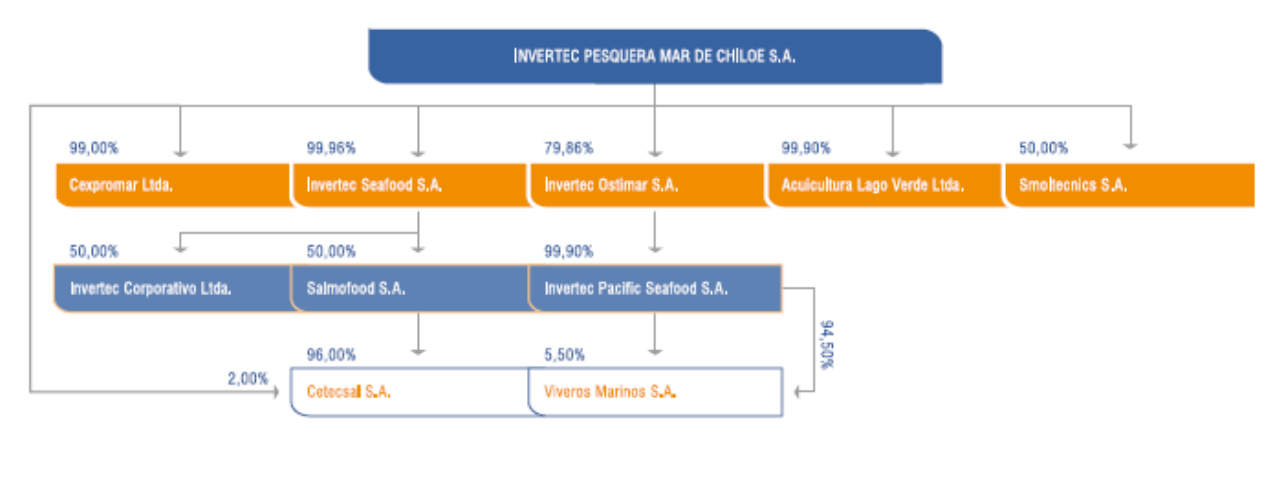 INVERTEC PESQUERA MAR DE CHILOE S.A.
99,00%
99,96%
79,86%
99,90%
50,00%
Cexpromar Ltda.
Invertec Seafood S.A.
Invertec Ostimar S.A.
Acuicultura Lago Verde Ltda.
Smoltecnics S.A.
50,00%
50,00%
99,90%
Invertec Corporativo Ltda.
Salmofood S.A.
Invertec Pacific Seafood S.A.
94,50%
96,00%
5,50%
2,00%
Cetecsal S.A.
Viveros Marinos S.A.